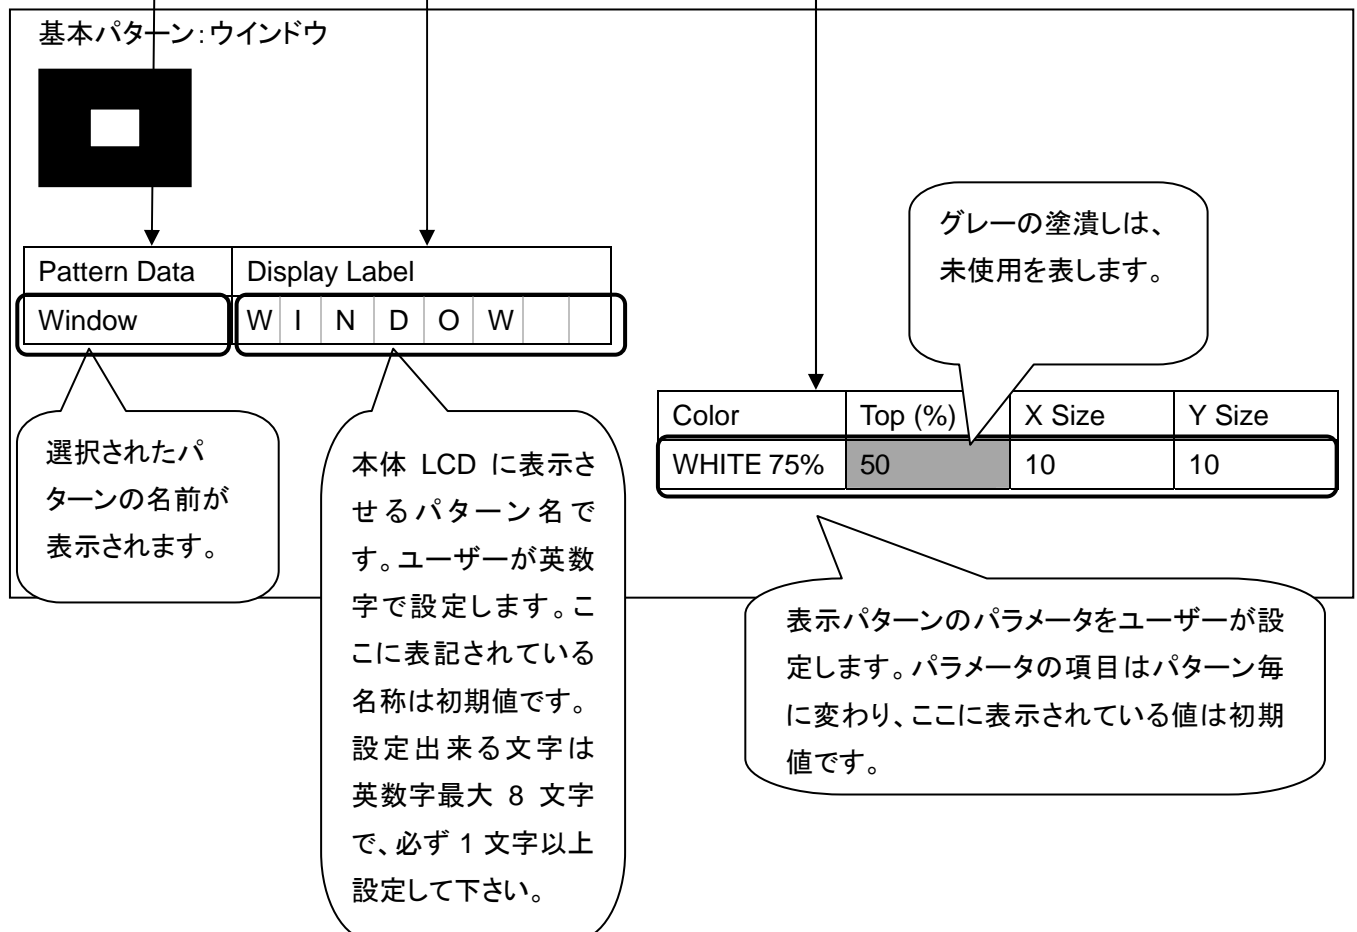 基本パターン：ウインドウ
グレーの塗潰しは、
未使用を表します。
Pattern Data Display Label
Window W I N D O W
Color Top (%) X Size Y Size
WHITE 75% 50 10 10
選択されたパ
ターンの名前が
表示されます。
本体 LCD に表示さ
せるパターン名で
す。ユーザーが英数
字で設定します。こ
こに表記されている
名称は初期値です。
設定出来る文字は
英数字最大 8 文字
で、必ず 1 文字以上
設定して下さい。
表示パターンのパラメータをユーザーが設
定します。パラメータの項目はパターン毎
に変わり、ここに表示されている値は初期
値です。